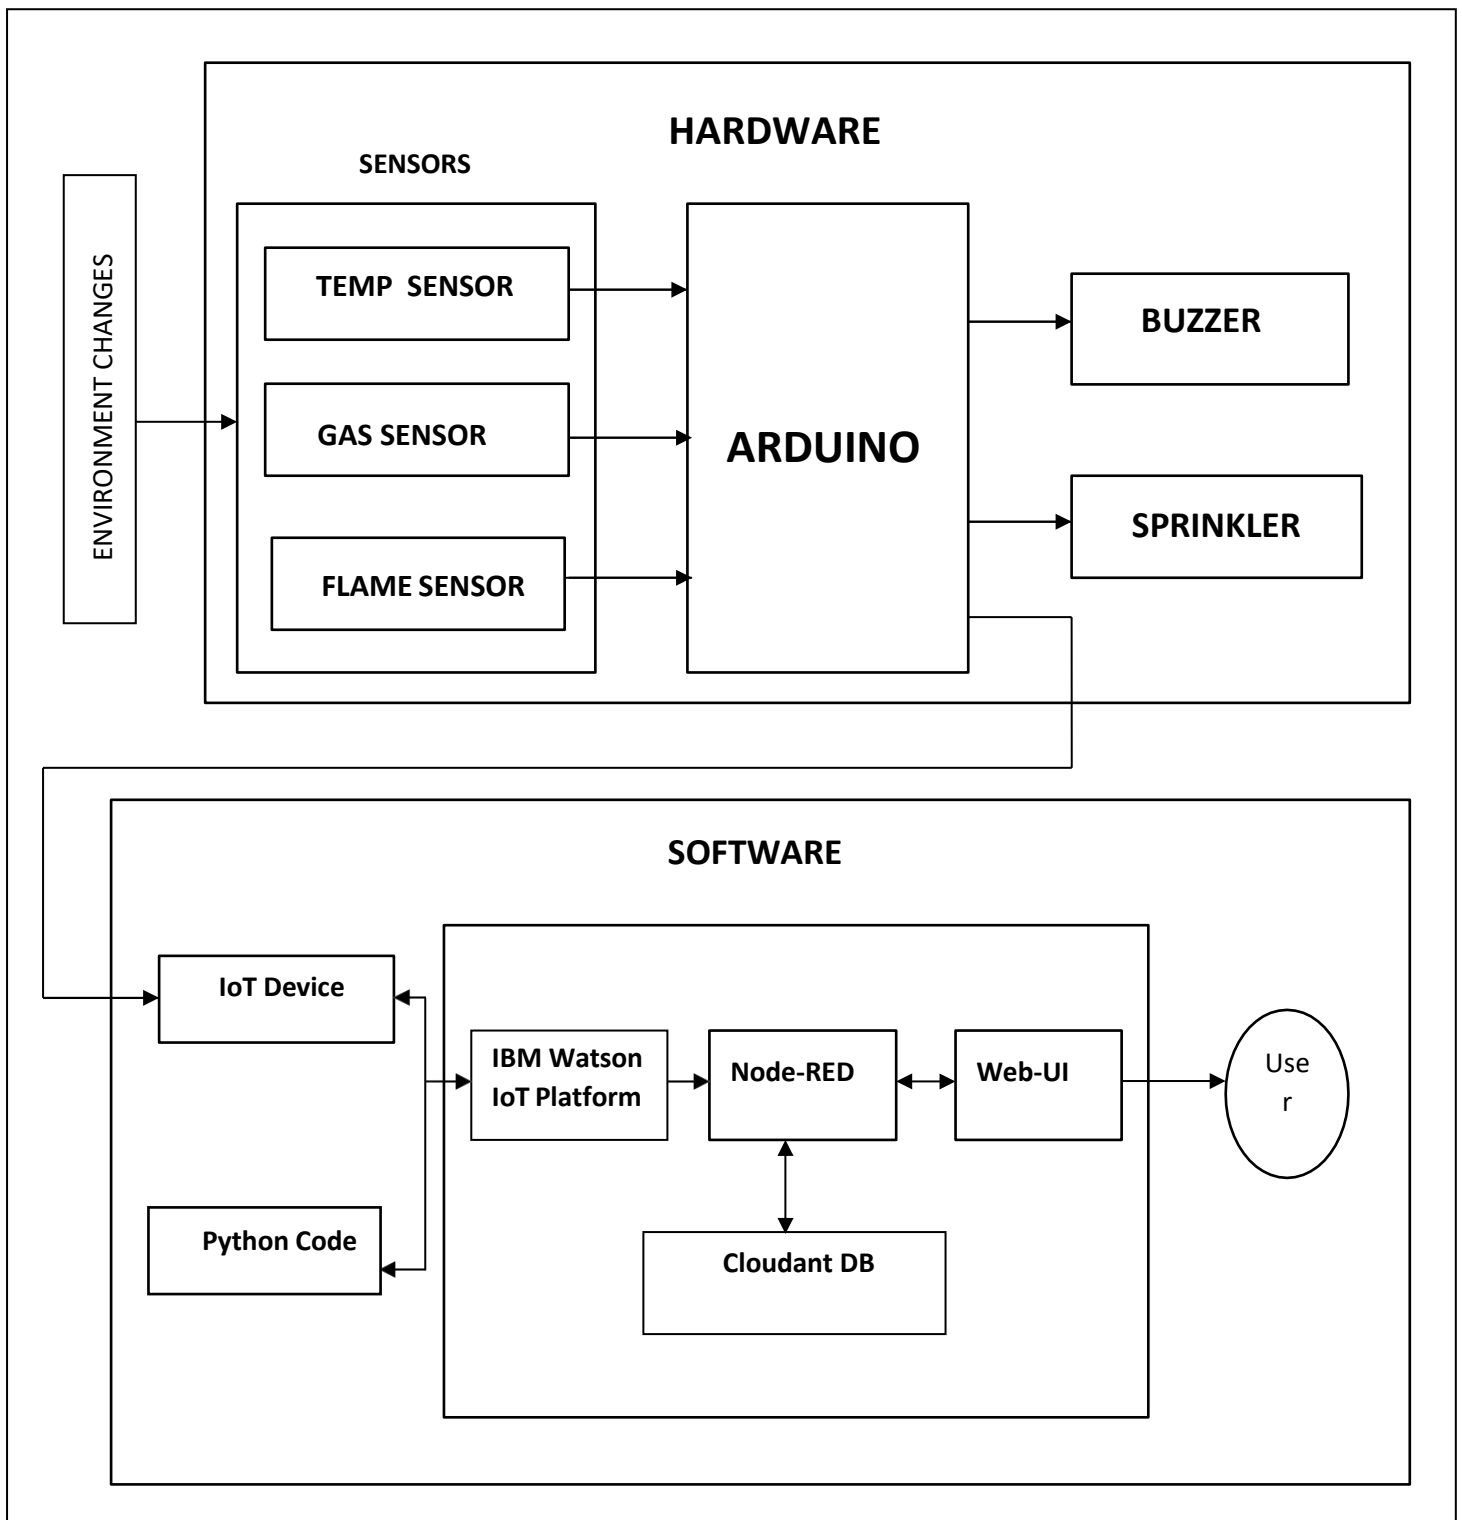 HARDWARE
SENSORS
ENVIRONMENT CHANGES
TEMP SENSOR
GAS SENSOR
FLAME SENSOR
ARDUINO
BUZZER
SPRINKLER
SOFTWARE
IoT Device
Python Code
IBM Watson
IoT Platform
Node-RED
Web-UI
Cloudant DB
Use
r